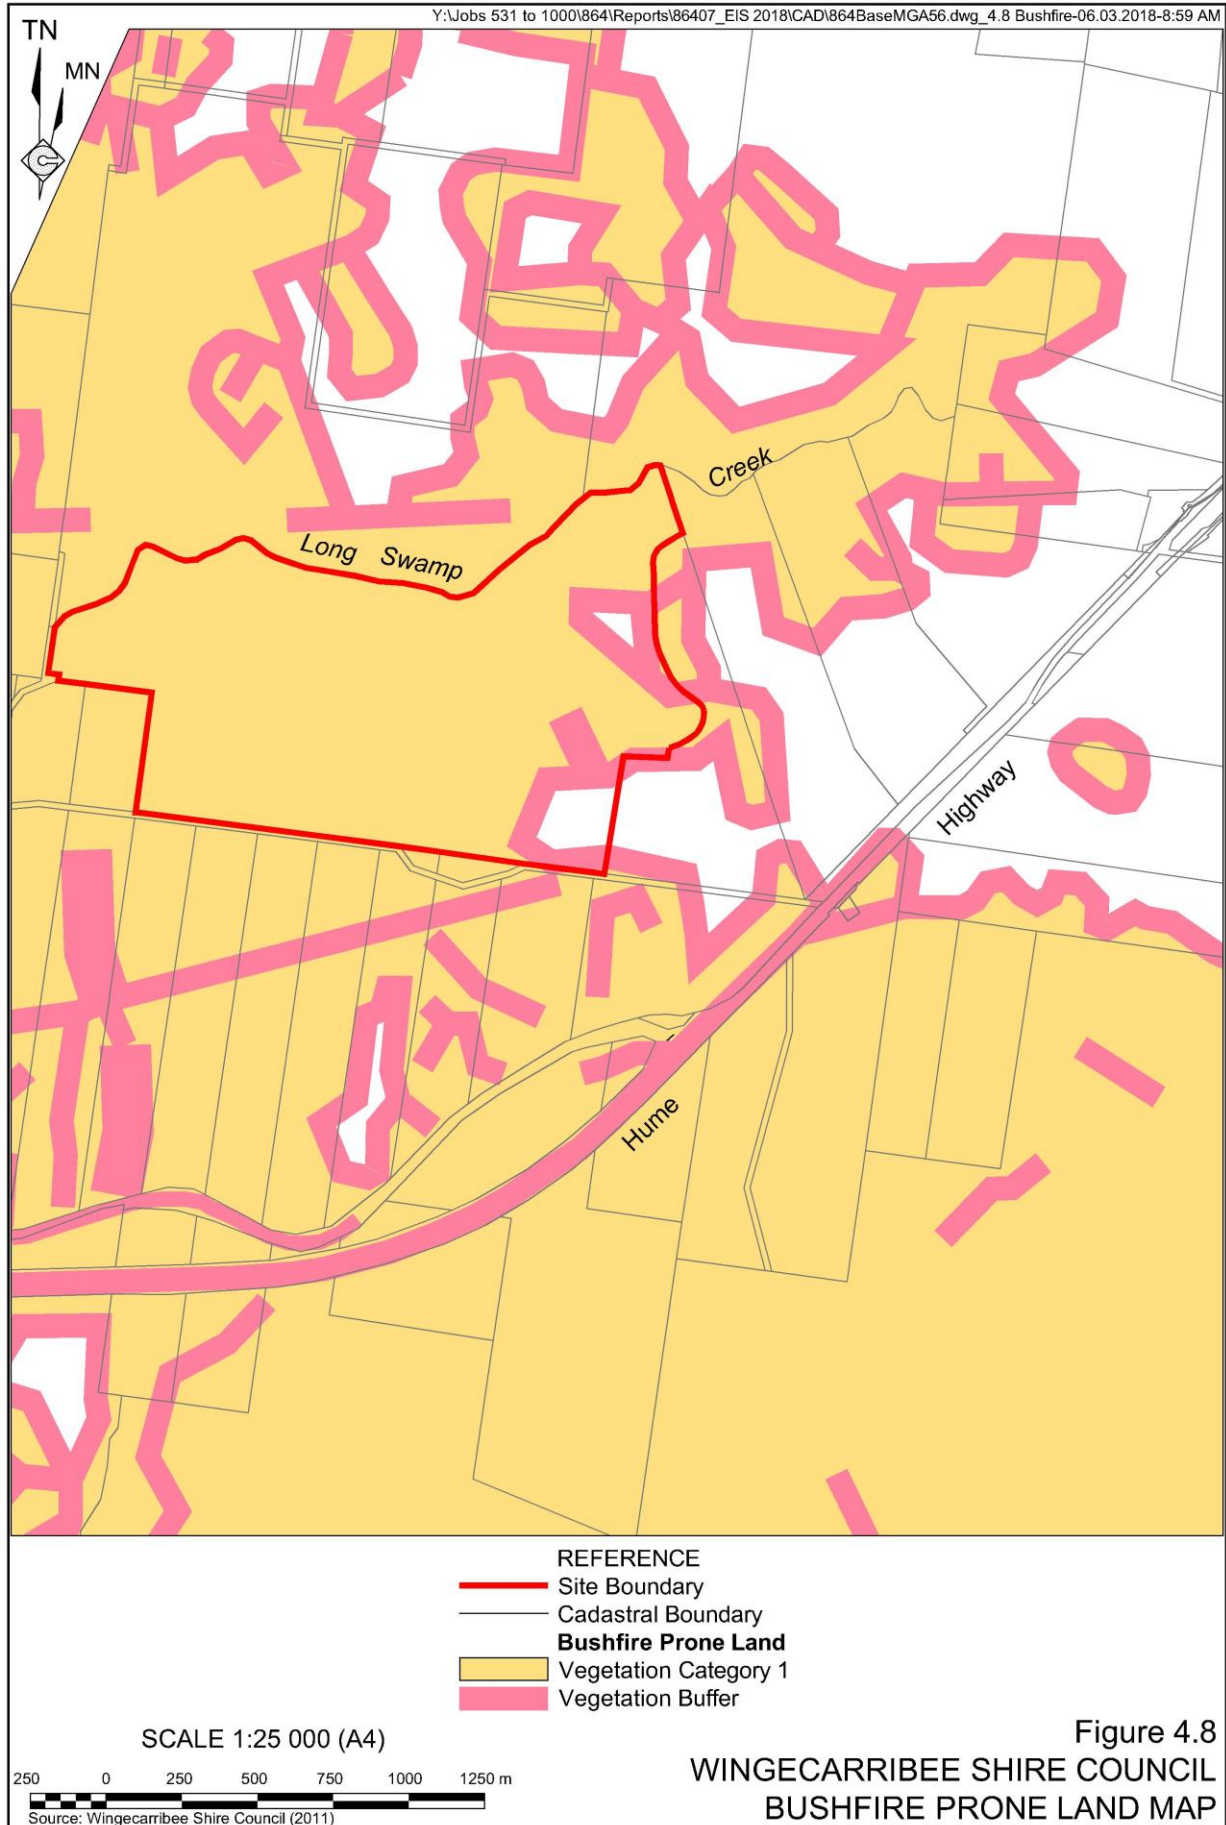 Y:\Jobs 531 to 1000\864\Reports\86407_EIS 2018\CAD\864BaseMGA56.dwg_4.8 Bushfire-06.03.2018-8:59 AM
TN
MN
Creek
Long Swamp
Highway
Hume
REFERENCE
Site Boundary
Cadastral Boundary
Bushfire Prone Land
Vegetation Category 1
Vegetation Buffer
SCALE 1:25 000 (A4)
250 0 250 500 750 1000 1250 m
Source: Wingecarribee Shire Council (2011)
Figure 4.8
WINGECARRIBEE SHIRE COUNCIL
BUSHFIRE PRONE LAND MAP